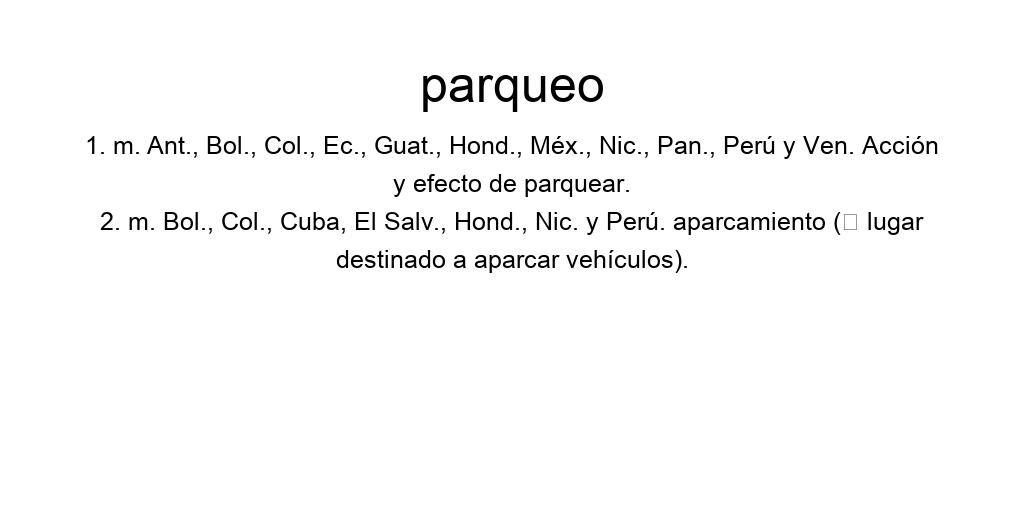 parqueo
1. m. Ant., Bol., Col., Ec., Guat., Hond., Méx., Nic., Pan., Perú y Ven. Acción
y efecto de parquear.
2. m. Bol., Col., Cuba, El Salv., Hond., Nic. y Perú. aparcamiento (□ lugar
destinado a aparcar vehículos).